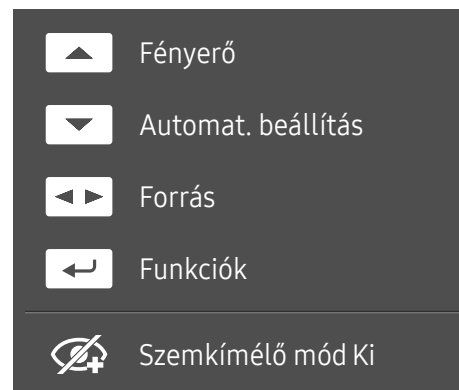 Fényerő
Automat. beállítás
Forrás
Funkciók
Szemkímélő mód Ki